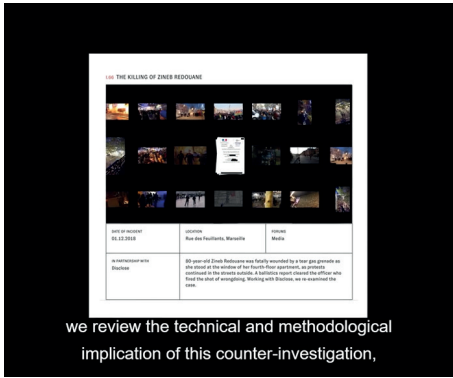 I.60 THE KILLING OF ZINEB REDOUANE
DATE OF INCIDENT
01.12.2018
LOCATION
Rue des Feuillants, Marseille
FORUMS
Media
IN PARTNERSHIP WITH
Disclose
80-year-old Zineb Redouane was fatally wounded by a tear gas grenade as
she stood at the window of her fourth-floor apartment, as protests
continued in the streets outside. A ballistics report cleared the officer who
fired the shot of wrongdoing. Working with Disclose, we re-examined the
case.
we review the technical and methodological
implication of this counter-investigation,